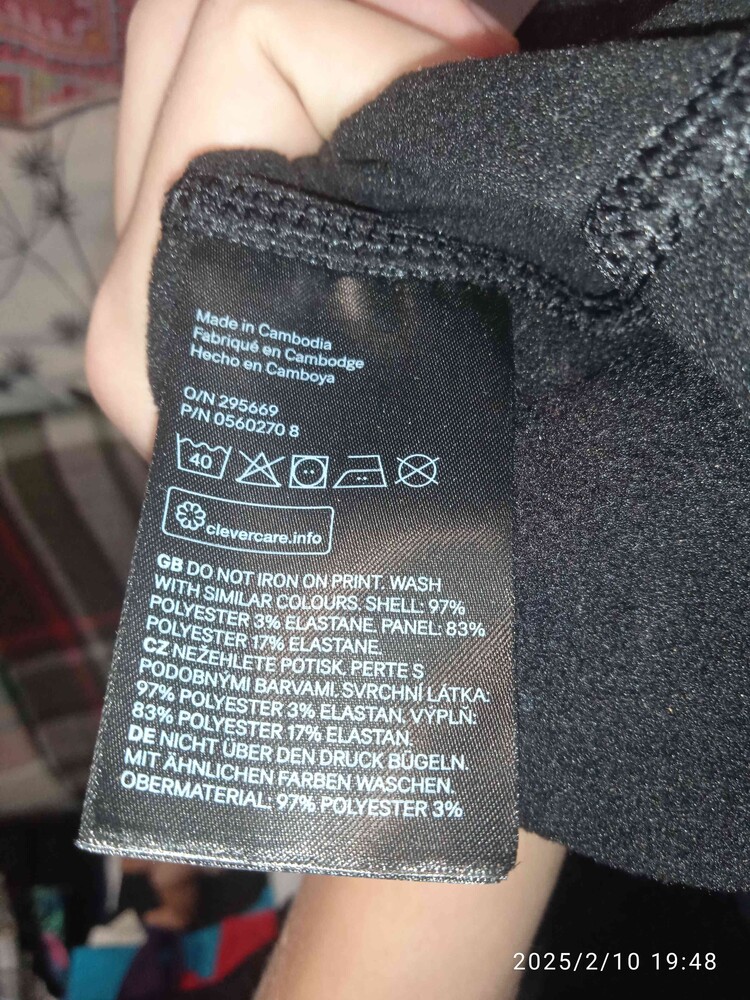 Made in Cambodia
Fabriqué en Cambodge
Hecho en Camboya
O/N 295669
P/N 0560270 8
40
clevercare.info
GB DO NOT IRON ON PRINT. WASH
WITH SIMILAR COLOURS. SHELL: 97%
POLYESTER 3% ELASTANE. PANEL: 83%
POLYESTER 17% ELASTANE.
CZ NEŽEHLETE POTISK. PERTE S
PODOBNÝMI BARVAMI. SVRCHNÍ LÁTKA:
97% POLYESTER 3% ELASTAN. VÝPLŇ:
83% POLYESTER 17% ELASTAN.
DE NICHT ÜBER DEN DRUCK BÜGELN.
MIT ÄHNLICHEN FARBEN WASCHEN.
OBERMATERIAL: 97% POLYESTER 3%
2025/2/10 19:48